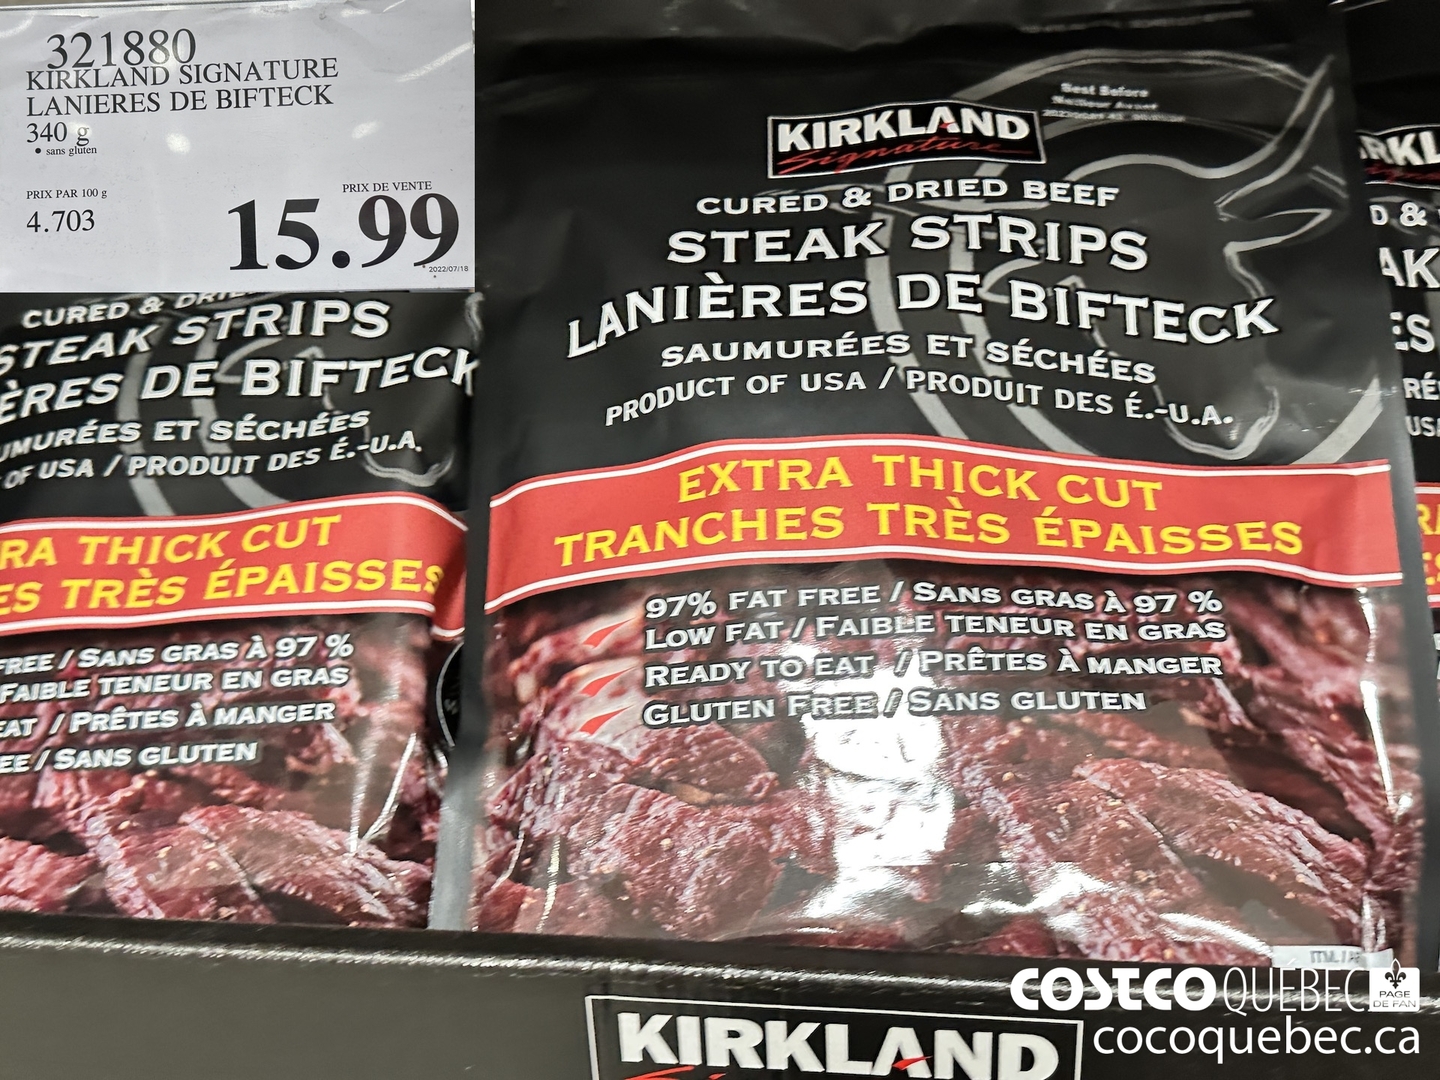 321880
KIRKLAND SIGNATURE
LANIERES DE BIFTECK
340 g
• sans gluten
PRIX PAR 100 g
4.703
PRIX DE VENTE
15.99
2022/07/18
Best Before
Meilleur Avant
KIRKLAND
Signature
CURED & DRIED BEEF
STEAK STRIPS
LANIÈRES DE BIFTECK
SAUMURÉES ET SÉCHÉES
PRODUCT OF USA / PRODUIT DES É.-U.A.
EXTRA THICK CUT
TRANCHES TRÈS ÉPAISSES
97% FAT FREE / SANS GRAS À 97 %
LOW FAT / FAIBLE TENEUR EN GRAS
READY TO EAT / PRÊTES À MANGER
GLUTEN FREE / SANS GLUTEN
CURED & DRIE
STEAK STRIPS
ÈRES DE BIFTECK
UMURÉES ET SÉCHÉES
OF USA / PRODUIT DES É.-U.A.
RA THICK CUT
ES TRÈS ÉPAISSES
FREE / SANS GRAS À 97 %
FAIBLE TENEUR EN GRAS
EAT / PRÊTES À MANGER
EE / SANS GLUTEN
RKL
D &
AK
ES
RÉ
USA
KIRKLAND
COSTCO QUÉBEC
PAGE
DE FAN
cocoquebec.ca